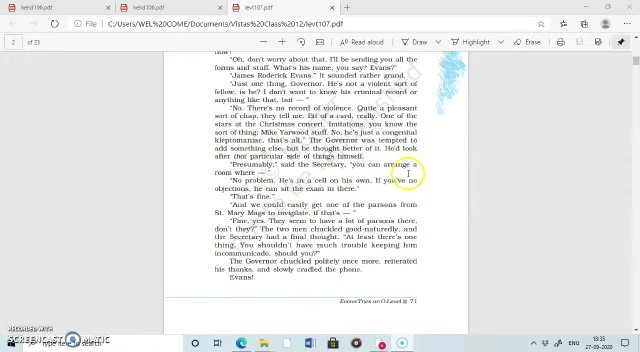 kehd106.pdf
kehd106.pdf
ievt107.pdf
C:/Users/WEL%20COME/Documents/Vistas%20Class%2012/ievt107.pdf
2 of 23
Read aloud
Draw
Highlight
Erase
now?"
"Oh, don't worry about that. I'll be sending you all the
forms and stuff. What's his name, you say? Evans?"
"James Roderick Evans." It sounded rather grand.
"Just one thing, Governor. He's not a violent sort of
fellow, is he? I don't want to know his criminal record or
anything like that, but —"
"No. There's no record of violence. Quite a pleasant
sort of chap, they tell me. Bit of a card, really. One of the
stars at the Christmas concert. Imitations, you know the
sort of thing: Mike Yarwood stuff. No, he's just a congenital
kleptomaniac, that's all." The Governor was tempted to
add something else, but he thought better of it. He'd look
after that particular side of things himself.
"Presumably," said the Secretary, "you can arrange a
room where —"
"No problem. He's in a cell on his own. If you've no
objections, he can sit the exam in there."
"That's fine."
"And we could easily get one of the parsons from
St. Mary Mags to invigilate, if that's —"
"Fine, yes. They seem to have a lot of parsons there,
don't they?" The two men chuckled good-naturedly, and
the Secretary had a final thought. "At least there's one
thing. You shouldn't have much trouble keeping him
incommunicado, should you?"
The Governor chuckled politely once more, reiterated
his thanks, and slowly cradled the phone.
Evans!
Evans Tries an O-Level 71
RECORDED WITH
SCREENCAST MATIC
Type here to search
ENG
18:35
27-09-2020